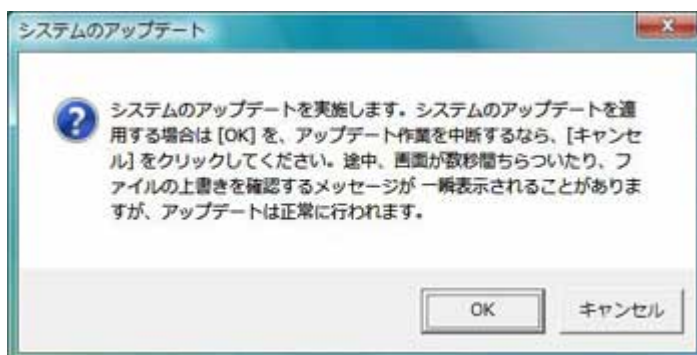 システムのアップデート
システムのアップデートを実施します。システムのアップデートを適
用する場合は [OK] を、アップデート作業を中断するなら、[キャンセ
ル] をクリックしてください。途中、画面が数秒間ちらついたり、フ
ァイルの上書きを確認するメッセージが 一瞬表示されることがありま
すが、アップデートは正常に行われます。
OK
キャンセル